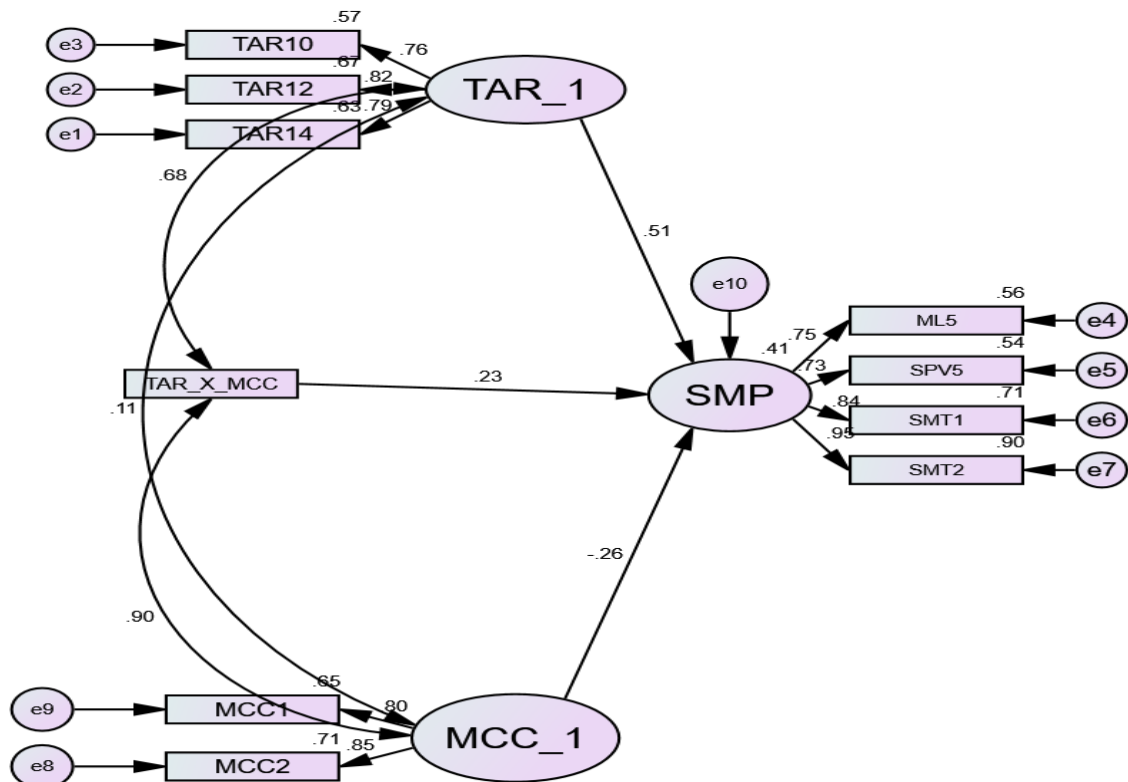 .57
e3
TAR10
.76
.67
e2
TAR12
.82
TAR_1
.63
.79
e1
TAR14
.68
.51
e10
.56
ML5
e4
.75
.41
.54
.73
SPV5
e5
TAR_X_MCC
.23
SMP
.71
.11
.84
SMT1
e6
.95
.90
SMT2
e7
-.26
.90
.65
e9
MCC1
.80
MCC_1
.71
.85
e8
MCC2